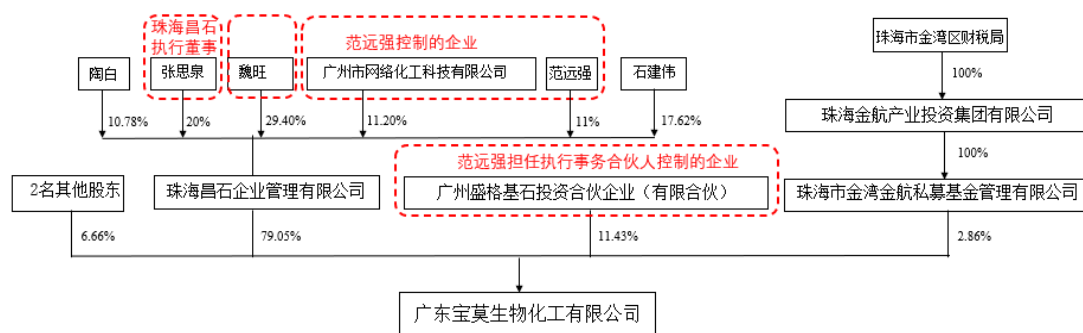 珠海昌石
执行董事
范远强控制的企业
珠海市金湾区财税局
陶白
张思泉
魏旺
广州市网络化工科技有限公司
范远强
石建伟
100%
10.78%
20%
29.40%
11.20%
11%
17.62%
珠海金航产业投资集团有限公司
范远强担任执行事务合伙人控制的企业
100%
2名其他股东
珠海昌石企业管理有限公司
广州盛格基石投资合伙企业（有限合伙）
珠海市金湾金航私募基金管理有限公司
6.66%
79.05%
11.43%
2.86%
广东宝莫生物化工有限公司